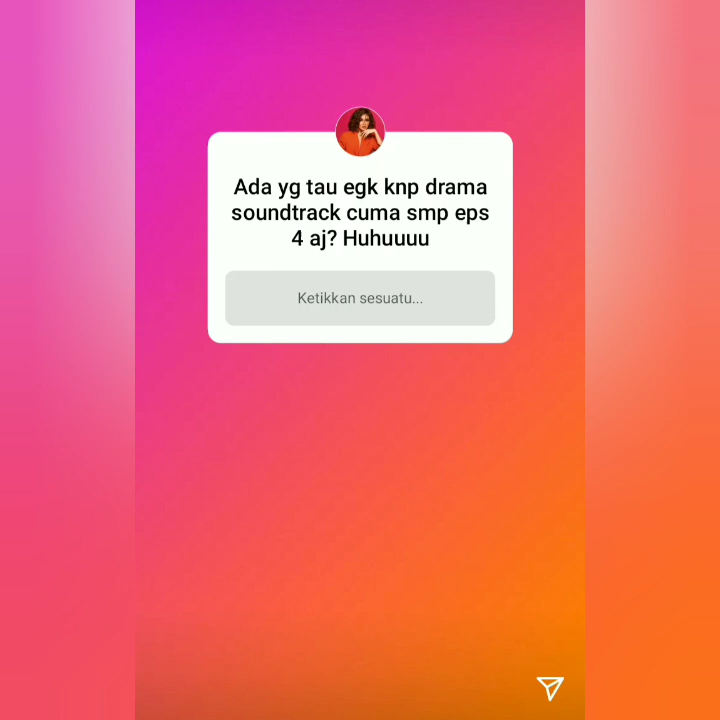 Ada yg tau egk knp drama
soundtrack cuma smp eps
4 aj? Huhuuuu
Ketikkan sesuatu...